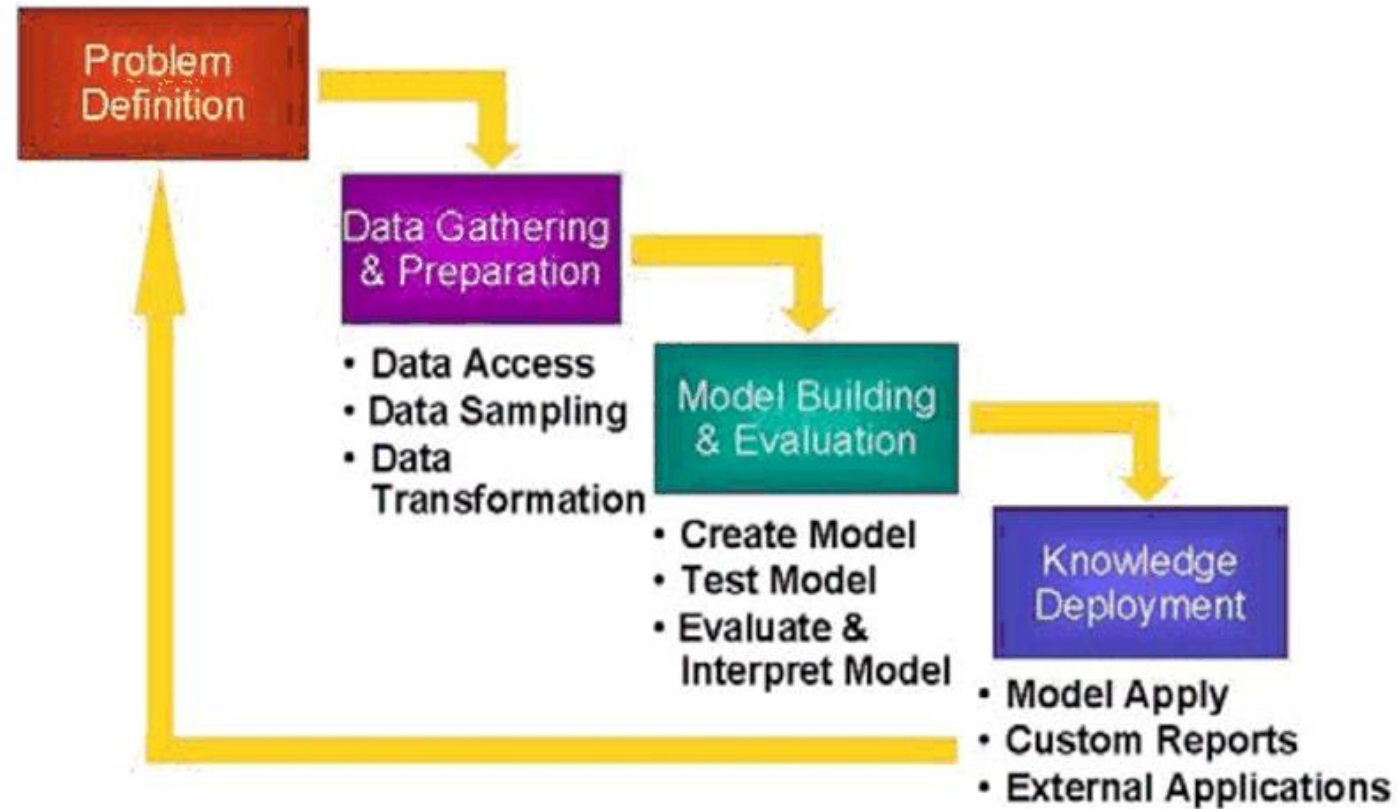 Problem
Definition
Data Gathering
& Preparation
• Data Access
• Data Sampling
• Data
Transformation
Model Building
& Evaluation
• Create Model
• Test Model
• Evaluate &
Interpret Model
Knowledge
Deployment
• Model Apply
• Custom Reports
• External Applications